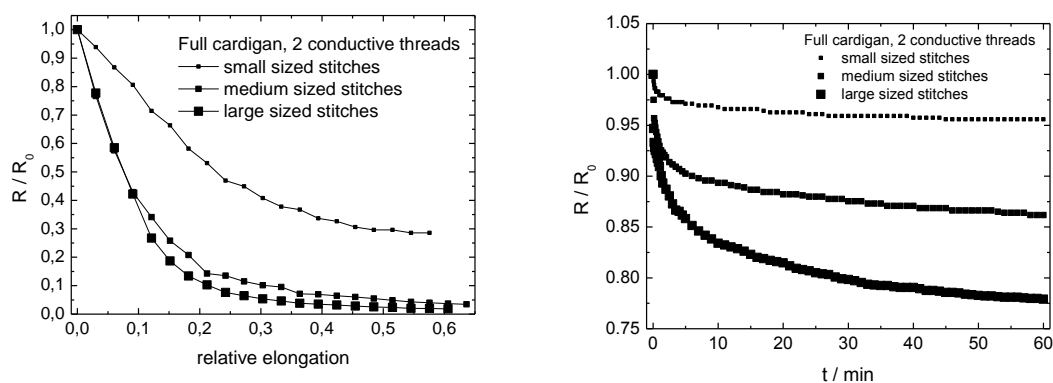 1,0
0,9
0,8
0,7
0,6
0,5
0,4
0,3
0,2
0,1
0,0
R / R0
Full cardigan, 2 conductive threads
small sized stitches
medium sized stitches
large sized stitches
0,0 0,1 0,2 0,3 0,4 0,5 0,6
relative elongation
1.05
1.00
0.95
0.90
0.85
0.80
0.75
R / R0
Full cardigan, 2 conductive threads
small sized stitches
medium sized stitches
large sized stitches
0 10 20 30 40 50 60
t / min